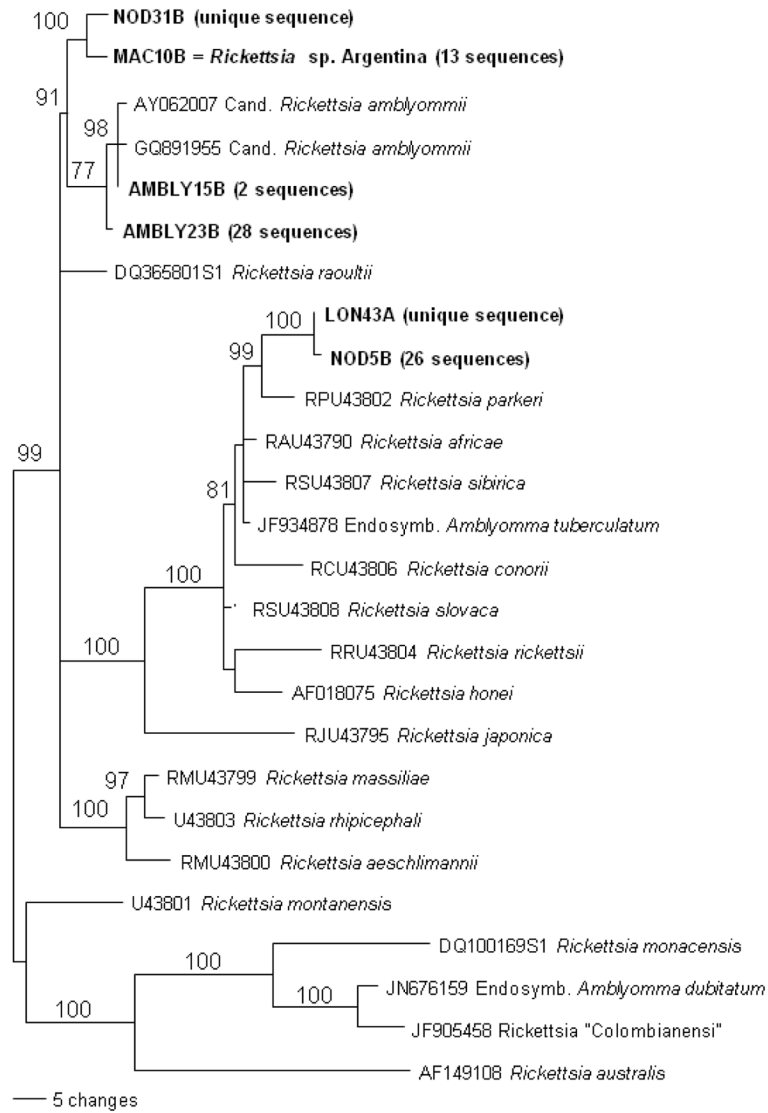 100
NOD31B (unique sequence)
MAC10B = Rickettsia sp. Argentina (13 sequences)
91
AY062007 Cand. Rickettsia amblyommii
98
GQ891955 Cand. Rickettsia amblyommii
77
AMBLY15B (2 sequences)
AMBLY23B (28 sequences)
DQ365801S1 Rickettsia raoultii
LON43A (unique sequence)
100
NOD5B (26 sequences)
99
RPU43802 Rickettsia parkeri
RAU43790 Rickettsia africae
99
RSU43807 Rickettsia sibirica
81
JF934878 Endosymb. Amblyomma tuberculatum
RCU43806 Rickettsia conorii
100
RSU43808 Rickettsia slovaca
RRU43804 Rickettsia rickettsii
100
AF018075 Rickettsia honei
RJU43795 Rickettsia japonica
RMU43799 Rickettsia massiliae
97
U43803 Rickettsia rhipicephali
100
RMU43800 Rickettsia aeschlimannii
U43801 Rickettsia montanensis
DQ100169S1 Rickettsia monacensis
100
JN676159 Endosymb. Amblyomma dubitatum
100
JF905458 Rickettsia "Colombianensi"
100
AF149108 Rickettsia australis
5 changes